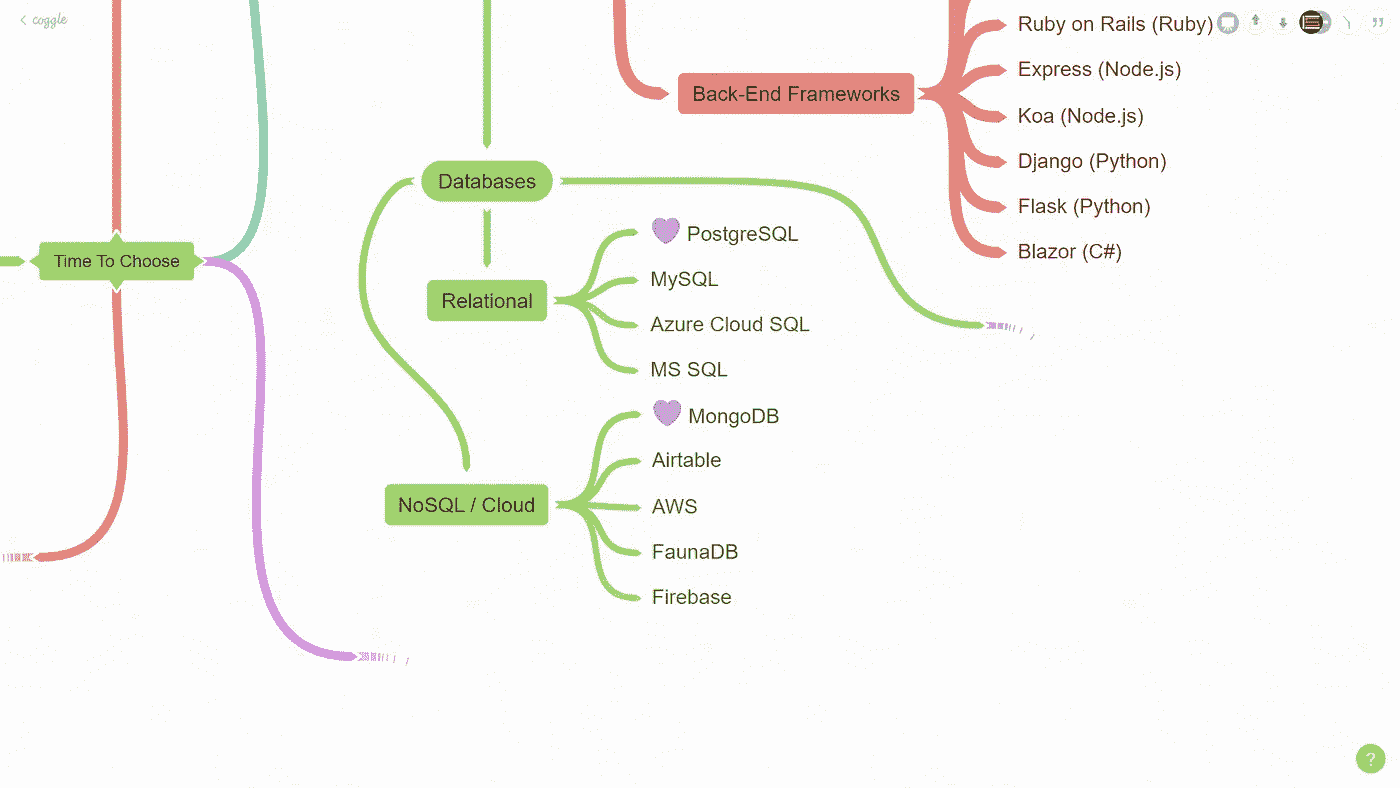 coggle
Ruby on Rails (Ruby)
Express (Node.js)
Back-End Frameworks
Koa (Node.js)
Django (Python)
Flask (Python)
Blazor (C#)
Databases
Time To Choose
Relational
PostgreSQL
MySQL
Azure Cloud SQL
MS SQL
NoSQL / Cloud
MongoDB
Airtable
AWS
FaunaDB
Firebase
?